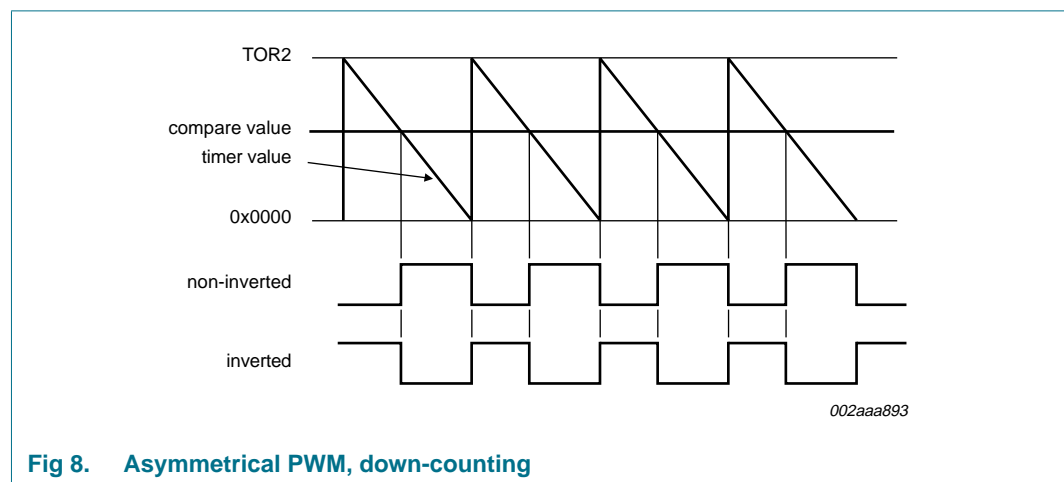 TOR2
compare value
timer value
0x0000
non-inverted
inverted
002aaa893
Fig 8. Asymmetrical PWM, down-counting